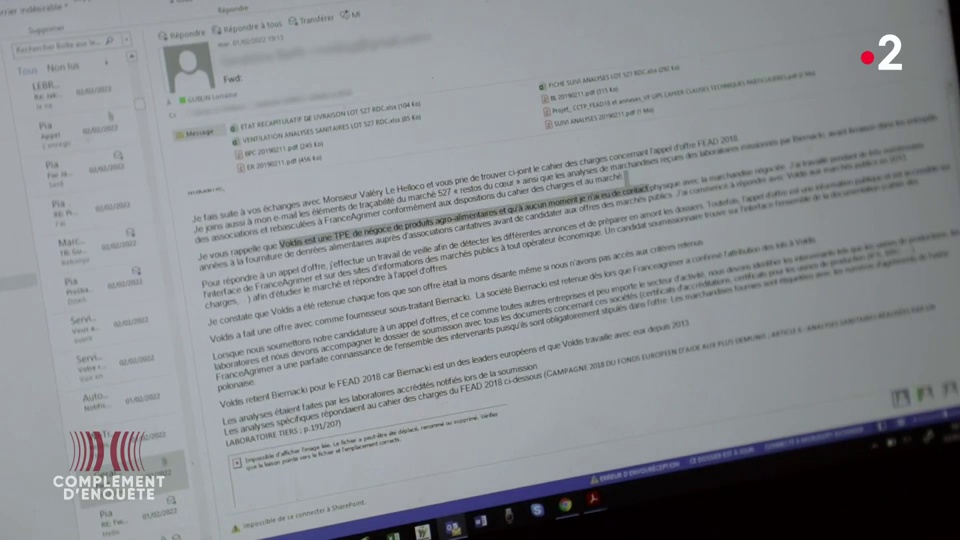 Supprimer
Répondre
Répondre
Répondre à tous
Transférer
MI
2
mar. 01/02/2022 19:13
Tous Non lus
Fwd:
A GUBLIN Lorraine
Cc
Message
ETAT RECAPITULATIF DE LIVRAISON LOT 527 RDC.xlsx (104 Ko)
VENTILATION ANALYSES SANITAIRES LOT 527 RDC.xlsx (85 Ko)
BPC 20190211.pdf (245 Ko)
ER 20190211.pdf (456 Ko)
FICHE SUIVI ANALYSES LOT 527 RDC.xlsx (292 Ko)
BL 20190211.pdf (315 Ko)
SUIVI ANALYSES 20190211.pdf (1 Mo)
Je fais suite à vos échanges avec Monsieur Valéry Le Helloco et vous prie de trouver ci-joint le cahier des charges concernant l'appel d'offre FEAD 2018.
Je joins aussi à mon e-mail les éléments de traçabilité du marché 527 « restos du cœur » ainsi que les analyses de marchandises reçues des laboratoires missionnés par Biernacki, avant livraison dans les entrepôts
des associations et rebasculées à FranceAgrimer conformément aux dispositions du cahier des charges et au marché.
Je vous rappelle que Voldis est une TPE de négoce de produits agro-alimentaires et qu'à aucun moment je n'ai eu de contact physique avec la marchandise négociée. J'ai travaillé pendant de très nombreuses
années à la fourniture de denrées alimentaires auprès d'associations caritatives avant de candidater aux offres des marchés publics. J'ai commencé à répondre avec Voldis aux marchés publics en 2013.
Pour répondre à un appel d'offre, j'effectue un travail de veille afin de détecter les différentes annonces et de préparer en amont les dossiers. Toutefois, l'appel d'offre est une information publique et est accessible sur
l'interface de FranceAgrimer et sur des sites d'informations des marchés publics à tout opérateur économique. Un candidat soumissionnaire trouver sur l'interface l'ensemble de la documentation (cahier des
charges, …) afin d'étudier le marché et répondre à l'appel d'offres.
Je constate que Voldis a été retenue chaque fois que son offre était la moins disante même si nous n'avons pas accès aux critères retenus
Voldis a fait une offre avec comme fournisseur sous-traitant Biernacki. La société Biernacki est retenue dès lors que Franceagrimer a confirmé l'attribution des lots à Voldis
Lorsque nous soumettons notre candidature à un appel d'offres, et ce comme toutes autres entreprises et peu importe le secteur d'activité, nous devons identifier les intervenants tels que les usines de production, les
laboratoires et nous devons accompagner le dossier de soumission avec tous les documents concernant ces sociétés (certificats d'accréditations, certificats pour les usines de production
FranceAgrimer a une parfaite connaissance de l'ensemble des intervenants puisqu'ils sont obligatoirement stipulés dans l'offre. Les marchandises fournies sont étiquetées avec les numéros d'agréments de l'usine
polonaise.
Voldis retient Biernacki pour le FEAD 2018 car Biernacki est un des leaders européens et que Voldis travaille avec eux depuis 2013
Les analyses étaient faites par les laboratoires accrédités notifiés lors de la soumission
Les analyses spécifiques répondaient au cahier des charges du FEAD 2018 ci-dessous (CAMPAGNE 2018 DU FONDS EUROPEEN D'AIDE AUX PLUS DEMUNIS ; ARTICLE 6 - ANALYSES SANITAIRES REALISEES PAR UN
LABORATOIRE TIERS ; p.191/207)
Impossible d'afficher l'image liée. Le fichier a peut-être été déplacé, renommé ou supprimé. Vérifiez
que la liaison pointe vers le fichier et l'emplacement corrects.
Impossible de se connecter à SharePoint.
ERREUR D'ENVOI/RÉCEPTION
CE DOSSIER EST À JOUR.
LEBR...
02/02/2022
Pia
Appel
02/02/2022
Pia
02/02/2022
Pia
02/02/2022
Marc...
02/02/2022
Pia
02/02/2022
Servi...
02/02/2022
Servi...
02/02/2022
Auto...
01/02/2022
Pia
01/02/2022
COMPLÉMENT
D'ENQUÊTE